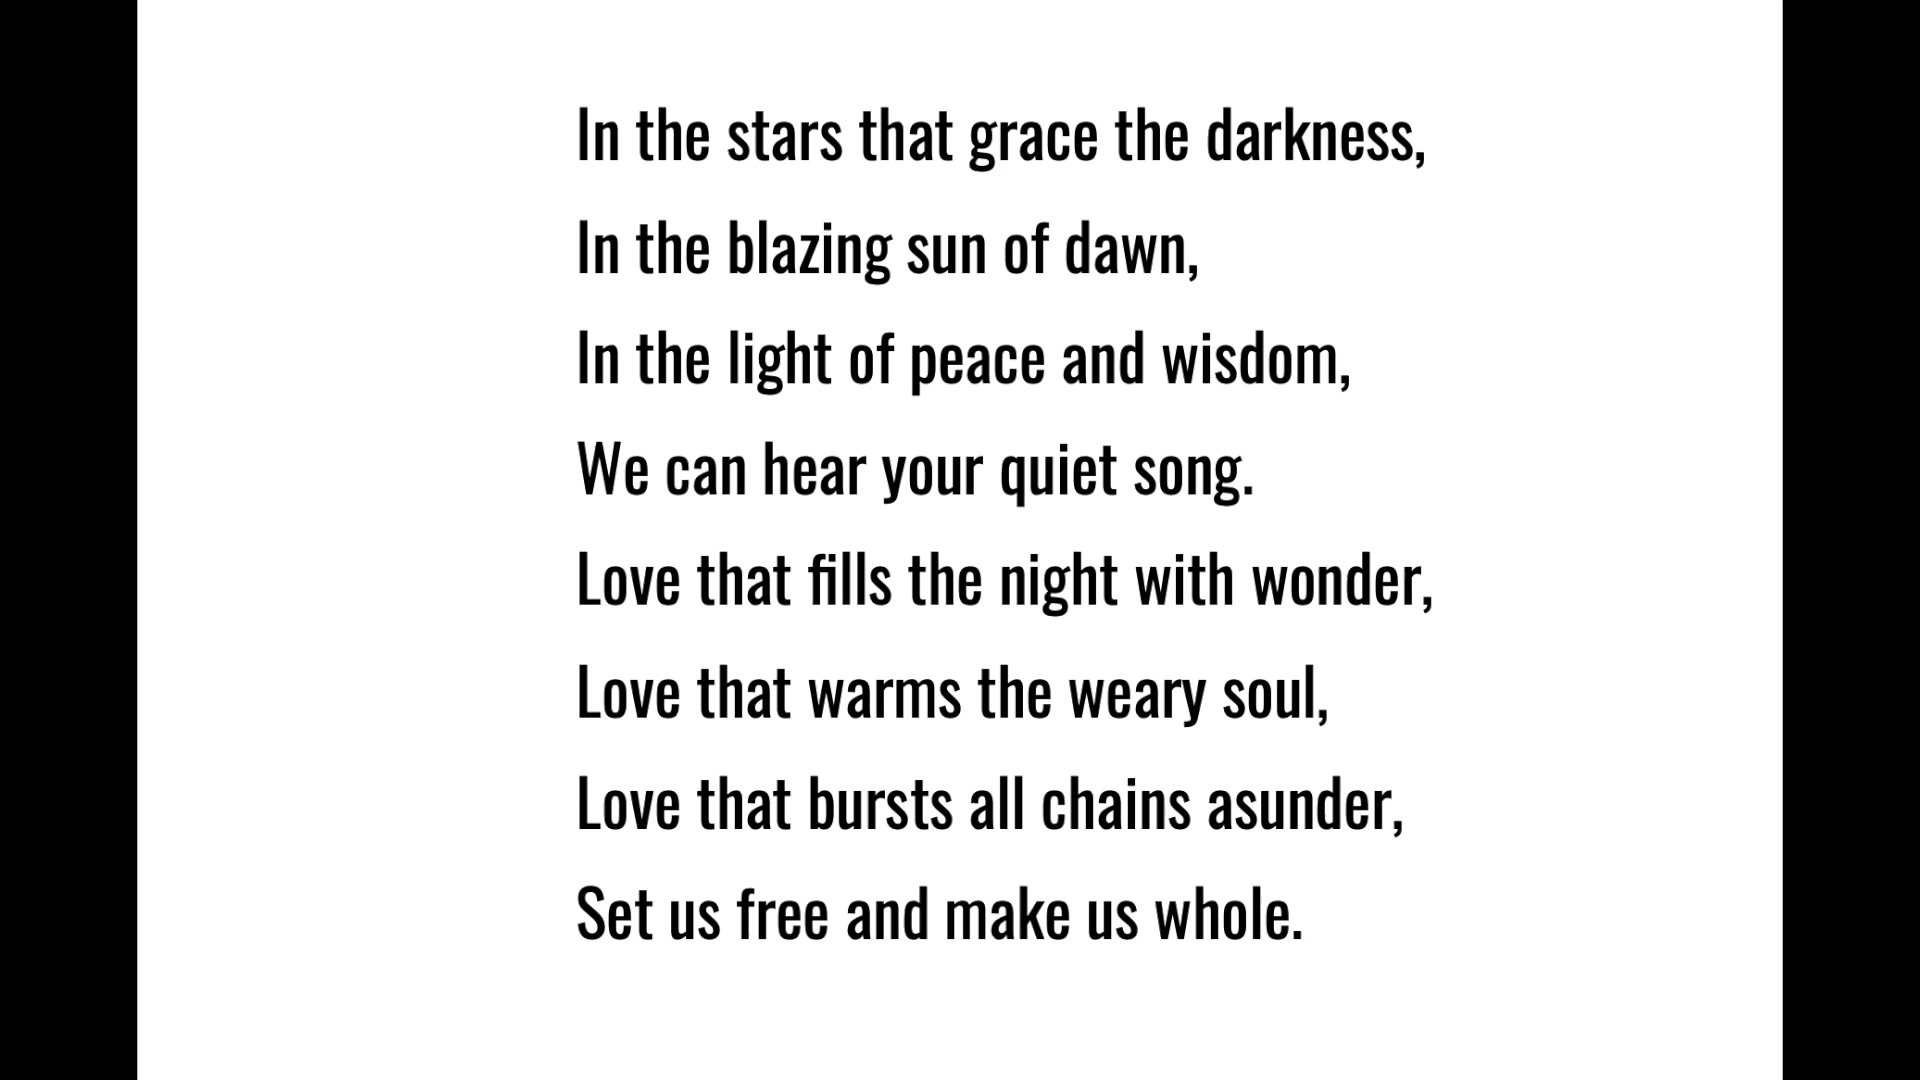 In the stars that grace the darkness,
In the blazing sun of dawn,
In the light of peace and wisdom,
We can hear your quiet song.
Love that fills the night with wonder,
Love that warms the weary soul,
Love that bursts all chains asunder,
Set us free and make us whole.